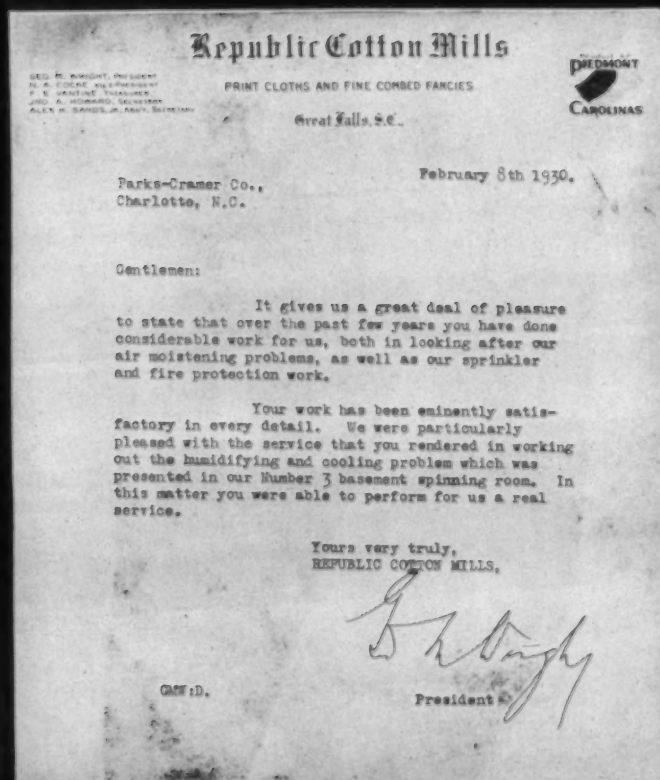 Republic Cotton Mills
GEO. M. WRIGHT, PRESIDENT
PRINT CLOTHS AND FINE COMBED FANCIES
Great Falls, S.C.
PIEDMONT
CAROLINAS
February 8th 1930.
Parks-Cramer Co.,
Charlotte, N.C.
Gentlemen:
It gives us a great deal of pleasure
to state that over the past few years you have done
considerable work for us, both in looking after our
air moistening problems, as well as our sprinkler
and fire protection work.
Your work has been eminently satis-
factory in every detail. We were particularly
pleased with the service that you rendered in working
out the humidifying and cooling problem which was
presented in our Number 3 basement spinning room. In
this matter you were able to perform for us a real
service.
Yours very truly,
REPUBLIC COTTON MILLS,
President